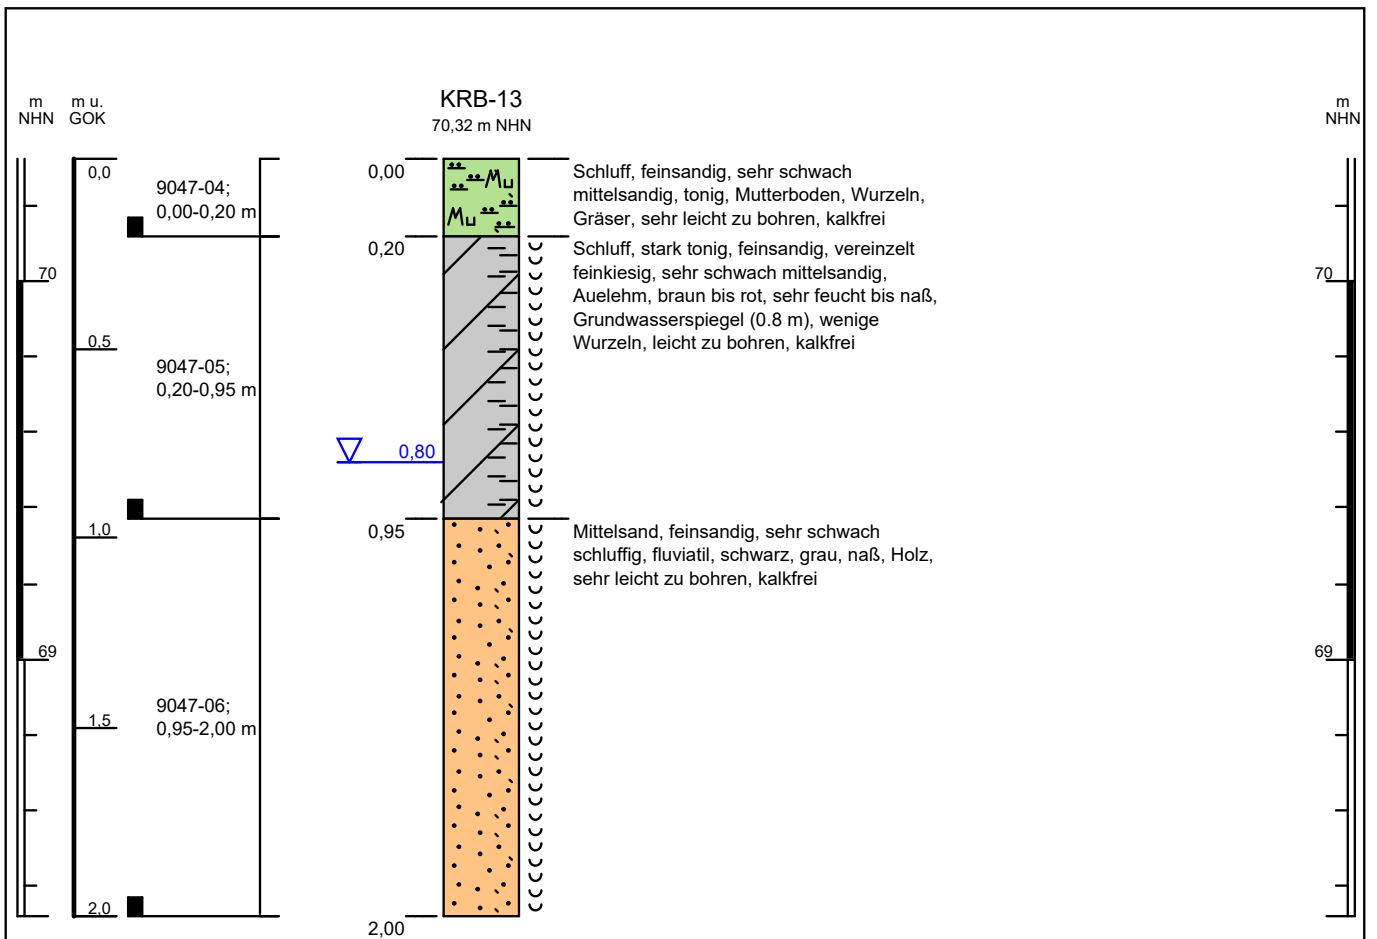 KRB-13
70,32 m NHN
m
NHN
m u.
GOK
m
NHN
0,0
0,5
1,0
1,5
2,0
70
69
70
69
9047-04;
0,00-0,20 m
9047-05;
0,20-0,95 m
9047-06;
0,95-2,00 m
0,80
0,00
0,20
0,95
2,00
Mu
Mu
Schluff, feinsandig, sehr schwach
mittelsandig, tonig, Mutterboden, Wurzeln,
Gräser, sehr leicht zu bohren, kalkfrei
Schluff, stark tonig, feinsandig, vereinzelt
feinkiesig, sehr schwach mittelsandig,
Auelehm, braun bis rot, sehr feucht bis naß,
Grundwasserspiegel (0.8 m), wenige
Wurzeln, leicht zu bohren, kalkfrei
Mittelsand, feinsandig, sehr schwach
schluffig, fluviatil, schwarz, grau, naß, Holz,
sehr leicht zu bohren, kalkfrei